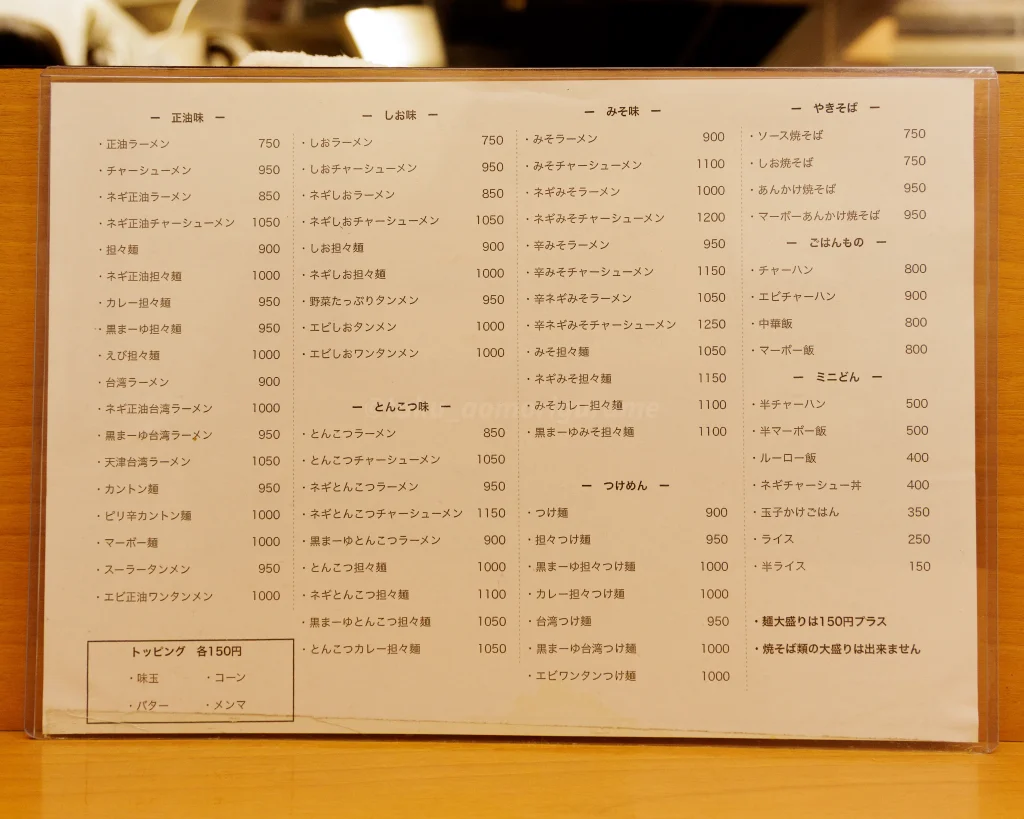 ー 正油味 ー
・正油ラーメン 750
・チャーシューメン 950
・ネギ正油ラーメン 850
・ネギ正油チャーシューメン 1050
・担々麺 900
・ネギ正油担々麺 1000
・カレー担々麺 950
・黒まーゆ担々麺 950
・えび担々麺 1000
・台湾ラーメン 900
・ネギ正油台湾ラーメン 1000
・黒まーゆ台湾ラーメン 950
・天津台湾ラーメン 1050
・カントン麺 950
・ピリ辛カントン麺 1000
・マーボー麺 1000
・スーラータンメン 950
・エビ正油ワンタンメン 1000
トッピング 各150円
・味玉 ・コーン
・バター ・メンマ
ー しお味 ー
・しおラーメン 750
・しおチャーシューメン 950
・ネギしおラーメン 850
・ネギしおチャーシューメン 1050
・しお担々麺 900
・ネギしお担々麺 1000
・野菜たっぷりタンメン 950
・エビしおタンメン 1000
・エビしおワンタンメン 1000
ー とんこつ味 ー
・とんこつラーメン 850
・とんこつチャーシューメン 1050
・ネギとんこつラーメン 950
・ネギとんこつチャーシューメン 1150
・黒まーゆとんこつラーメン 900
・とんこつ担々麺 1000
・ネギとんこつ担々麺 1100
・黒まーゆとんこつ担々麺 1050
・とんこつカレー担々麺 1050
ー みそ味 ー
・みそラーメン 900
・みそチャーシューメン 1100
・ネギみそラーメン 1000
・ネギみそチャーシューメン 1200
・辛みそラーメン 950
・辛みそチャーシューメン 1150
・辛ネギみそラーメン 1050
・辛ネギみそチャーシューメン 1250
・みそ担々麺 1050
・ネギみそ担々麺 1150
・みそカレー担々麺 1100
・黒まーゆみそ担々麺 1100
ー つけめん ー
・つけ麺 900
・担々つけ麺 950
・黒まーゆ担々つけ麺 1000
・カレー担々つけ麺 1000
・台湾つけ麺 950
・黒まーゆ台湾つけ麺 1000
・エビワンタンつけ麺 1000
ー やきそば ー
・ソース焼そば 750
・しお焼そば 750
・あんかけ焼そば 950
・マーボーあんかけ焼そば 950
ー ごはんもの ー
・チャーハン 800
・エビチャーハン 900
・中華飯 800
・マーボー飯 800
ー ミニどん ー
・半チャーハン 500
・半マーボー飯 500
・ルーロー飯 400
・ネギチャーシュー丼 400
・玉子かけごはん 350
・ライス 250
・半ライス 150
・麺大盛りは150円プラス
・焼そば類の大盛りは出来ません